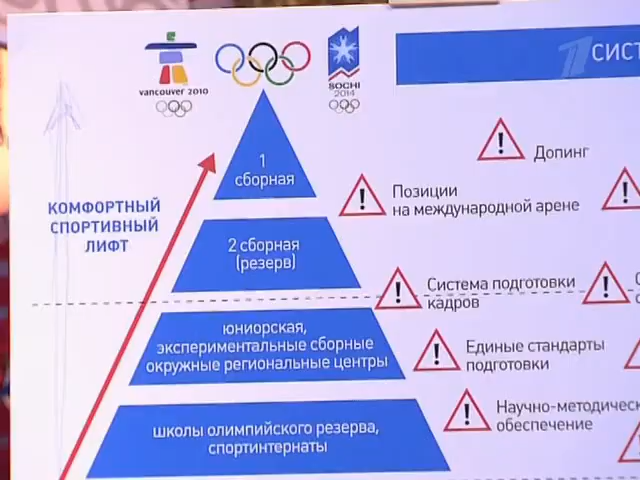 vancouver 2010
SOCHI
2014
1
СИСТ
1
сборная
Допинг
Позиции
на международной арене
КОМФОРТНЫЙ
СПОРТИВНЫЙ
ЛИФТ
2 сборная
(резерв)
Система подготовки
кадров
юниорская,
экспериментальные сборные
окружные региональные центры
Единые стандарты
подготовки
школы олимпийского резерва,
спортинтернаты
Научно-методическ
обеспечение